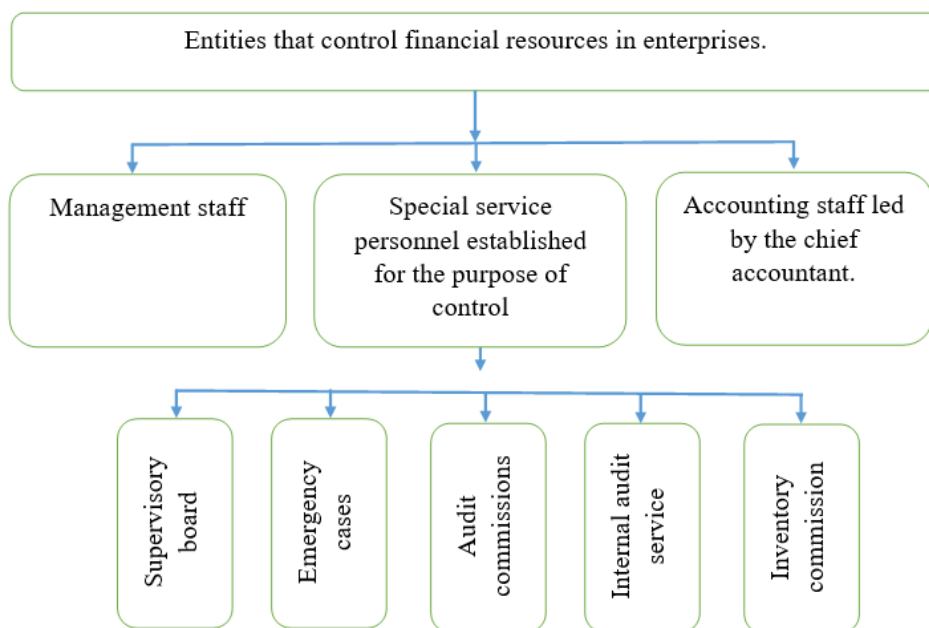 Entities that control financial resources in enterprises.
Management staff
Special service
personnel established
for the purpose of
control
Accounting staff led
by the chief
accountant.
Supervisory
board
Emergency
cases
Audit
commissions
Internal audit
service
Inventory
commission